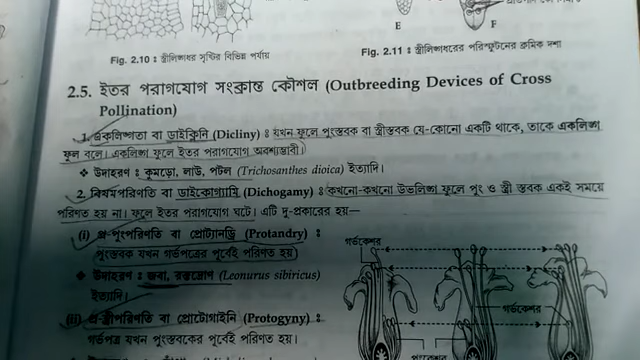 E
F
Fig. 2.10 : স্ত্রীলিঙ্গধর সৃষ্টির বিভিন্ন পর্যায়
Fig. 2.11 : স্ত্রীলিঙ্গধরের পরিস্ফুটনের ক্রমিক দশা
2.5. ইতর পরাগযোগ সংক্রান্ত কৌশল (Outbreeding Devices of Cross
Pollination)
1. একলিঙ্গতা বা ডাইক্লিনি (Dicliny) : যখন ফুলে পুংস্তবক বা স্ত্রীস্তবক যে-কোনো একটি থাকে, তাকে একলিঙ্গ
ফুল বলে। একলিঙ্গ ফুলে ইতর পরাগযোগ অবশ্যম্ভাবী।
❖ উদাহরণ : কুমড়ো, লাউ, পটল (Trichosanthes dioica) ইত্যাদি।
2. বিষমপরিণতি বা ডাইকোগ্যামি (Dichogamy) : কখনো-কখনো উভলিঙ্গ ফুলে পুং ও স্ত্রী স্তবক একই সময়ে
পরিণত হয় না। ফুলে ইতর পরাগযোগ ঘটে। এটি দু-প্রকারের হয়—
(i) প্র-পুংপরিণতি বা প্রোট্যানড্রি (Protandry) :
পুংস্তবক যখন গর্ভপত্রের পূর্বেই পরিণত হয়।
❖ উদাহরণ : জবা, রক্তদ্রোণ (Leonurus sibiricus)
ইত্যাদি।
(ii) প্র-স্ত্রীপরিণতি বা প্রোটোগাইনি (Protogyny) :
গর্ভপত্র যখন পুংস্তবকের পূর্বেই পরিণত হয়।
গর্ভকেশর
গর্ভকেশর